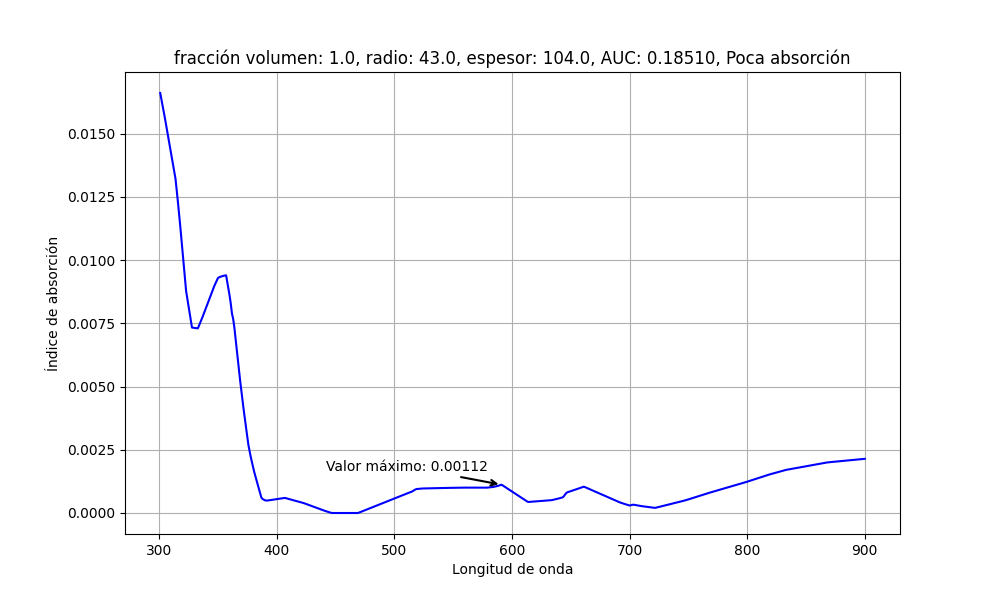 fracción volumen: 1.0, radio: 43.0, espesor: 104.0, AUC: 0.18510, Poca absorción
0.0150
0.0125
0.0100
0.0075
0.0050
0.0025
0.0000
Índice de absorción
Valor máximo: 0.00112
300 400 500 600 700 800 900
Longitud de onda